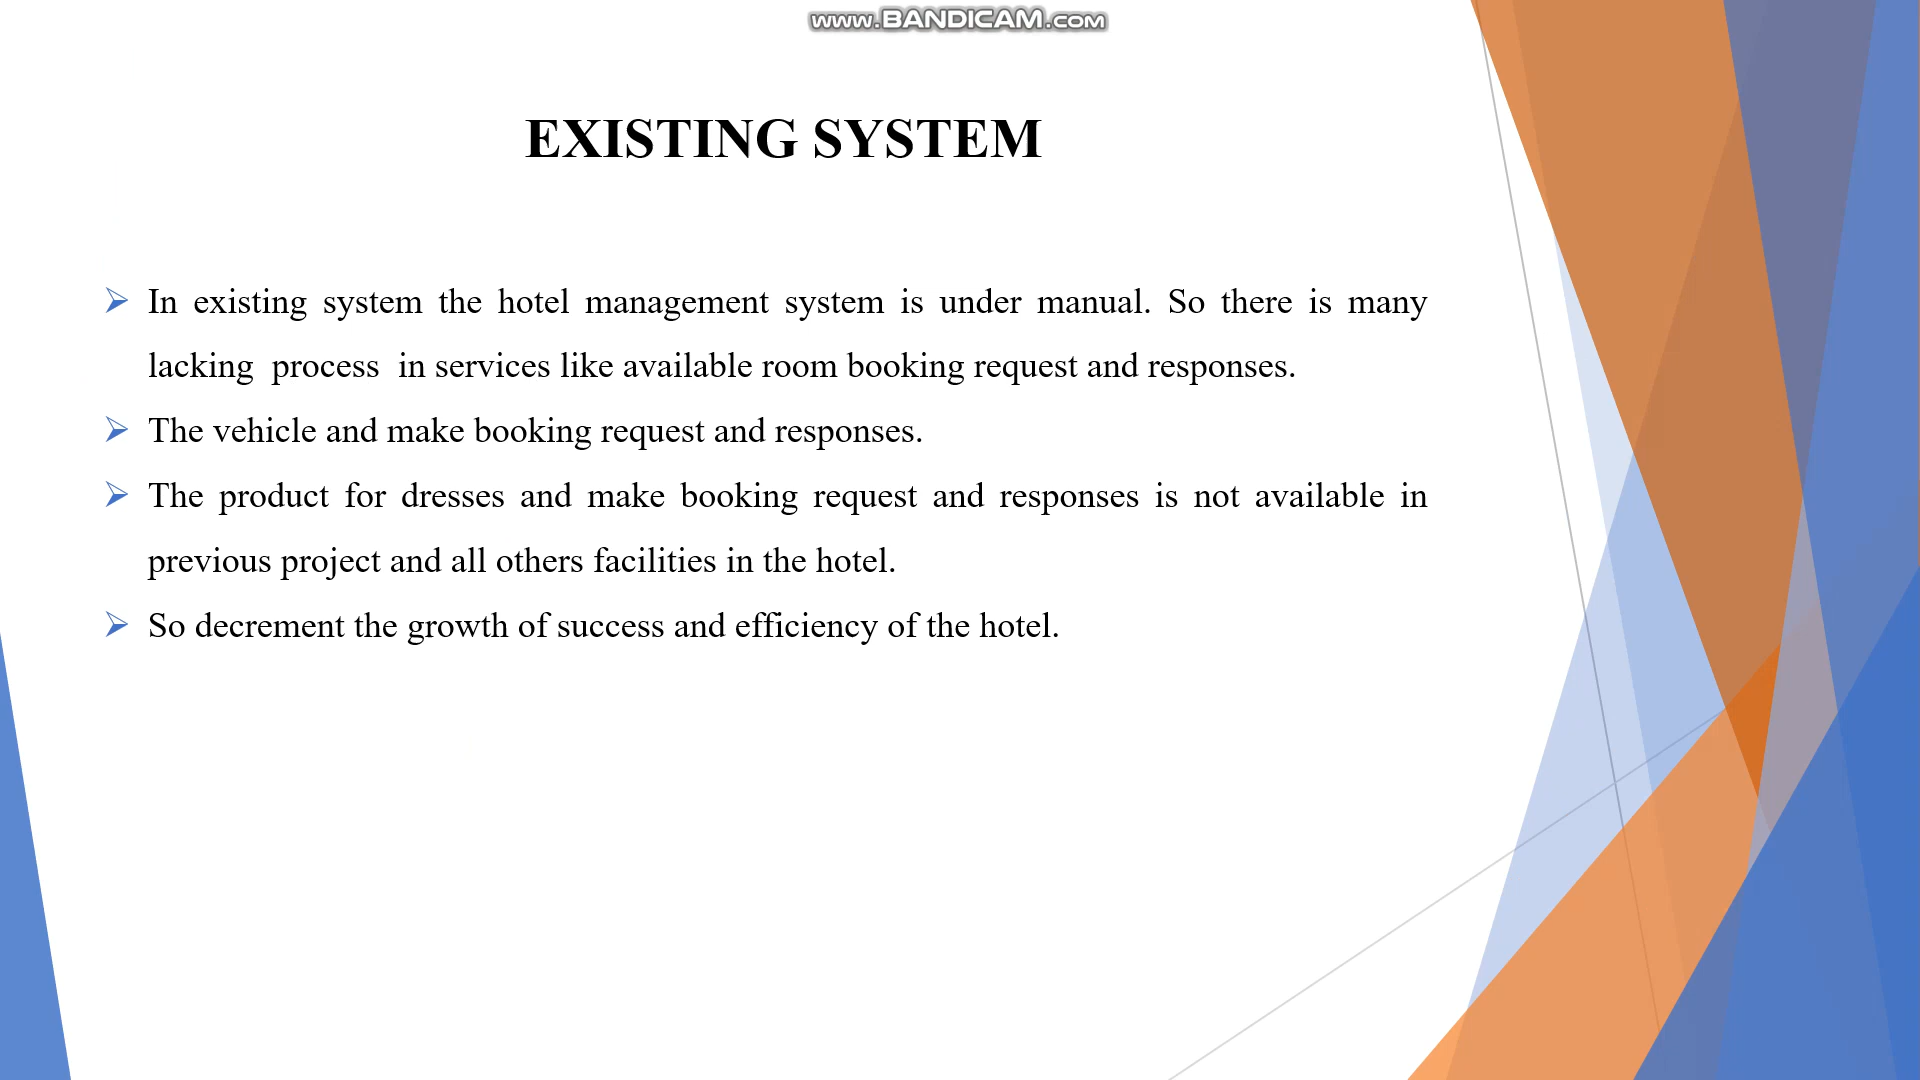 www.BANDICAM.com
EXISTING SYSTEM
In existing system the hotel management system is under manual. So there is many
lacking process in services like available room booking request and responses.
The vehicle and make booking request and responses.
The product for dresses and make booking request and responses is not available in
previous project and all others facilities in the hotel.
So decrement the growth of success and efficiency of the hotel.